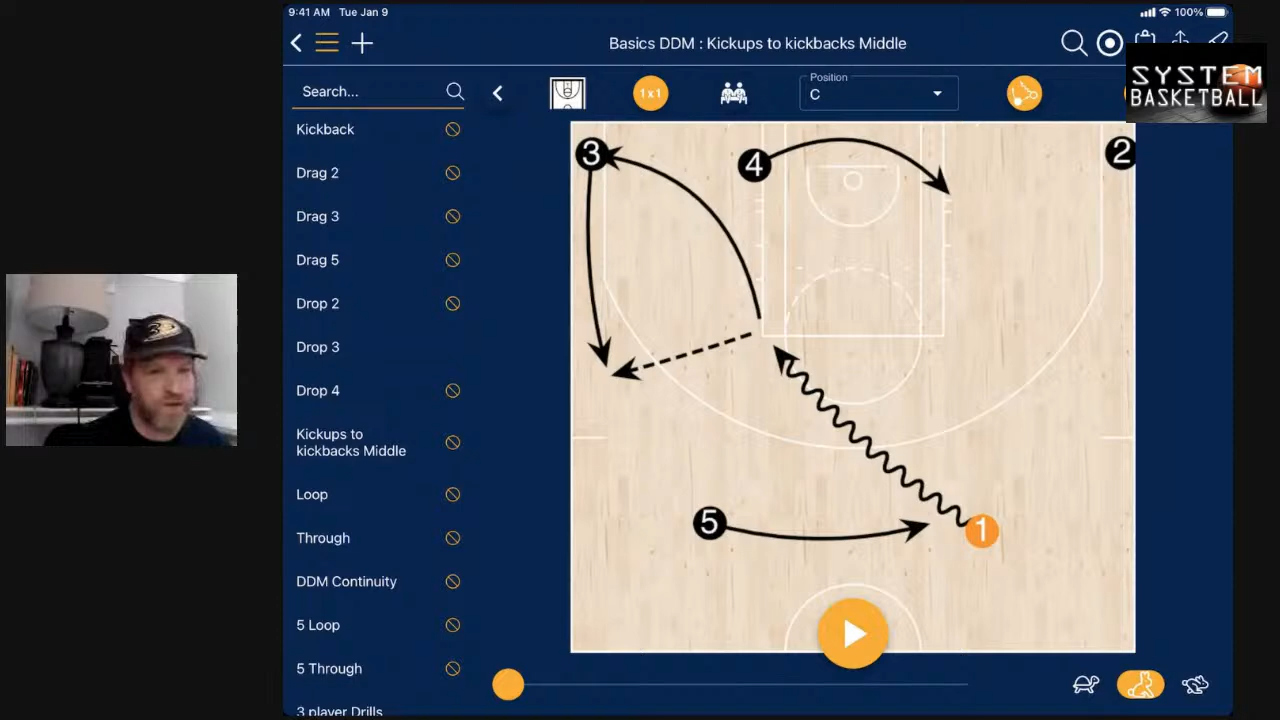 9:41 AM Tue Jan 9
100%
Basics DDM : Kickups to kickbacks Middle
SYSTEM
BASKETBALL
Search...
1 x 1
Position
C
Kickback
Drag 2
Drag 3
Drag 5
Drop 2
Drop 3
Drop 4
Kickups to
kickbacks Middle
Loop
Through
DDM Continuity
5 Loop
5 Through
3 player Drills
3
4
2
5
1